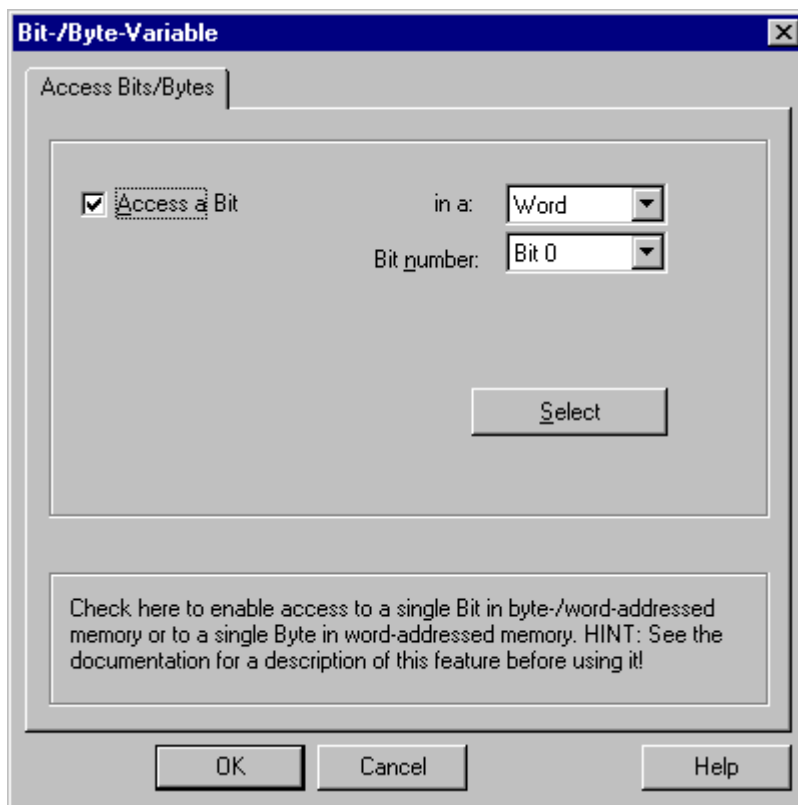 Bit-/Byte-Variable
Access Bits/Bytes
Access a Bit
in a:
Word
Bit number:
Bit 0
Select
Check here to enable access to a single Bit in byte-/word-addressed
memory or to a single Byte in word-addressed memory. HINT: See the
documentation for a description of this feature before using it!
OK
Cancel
Help